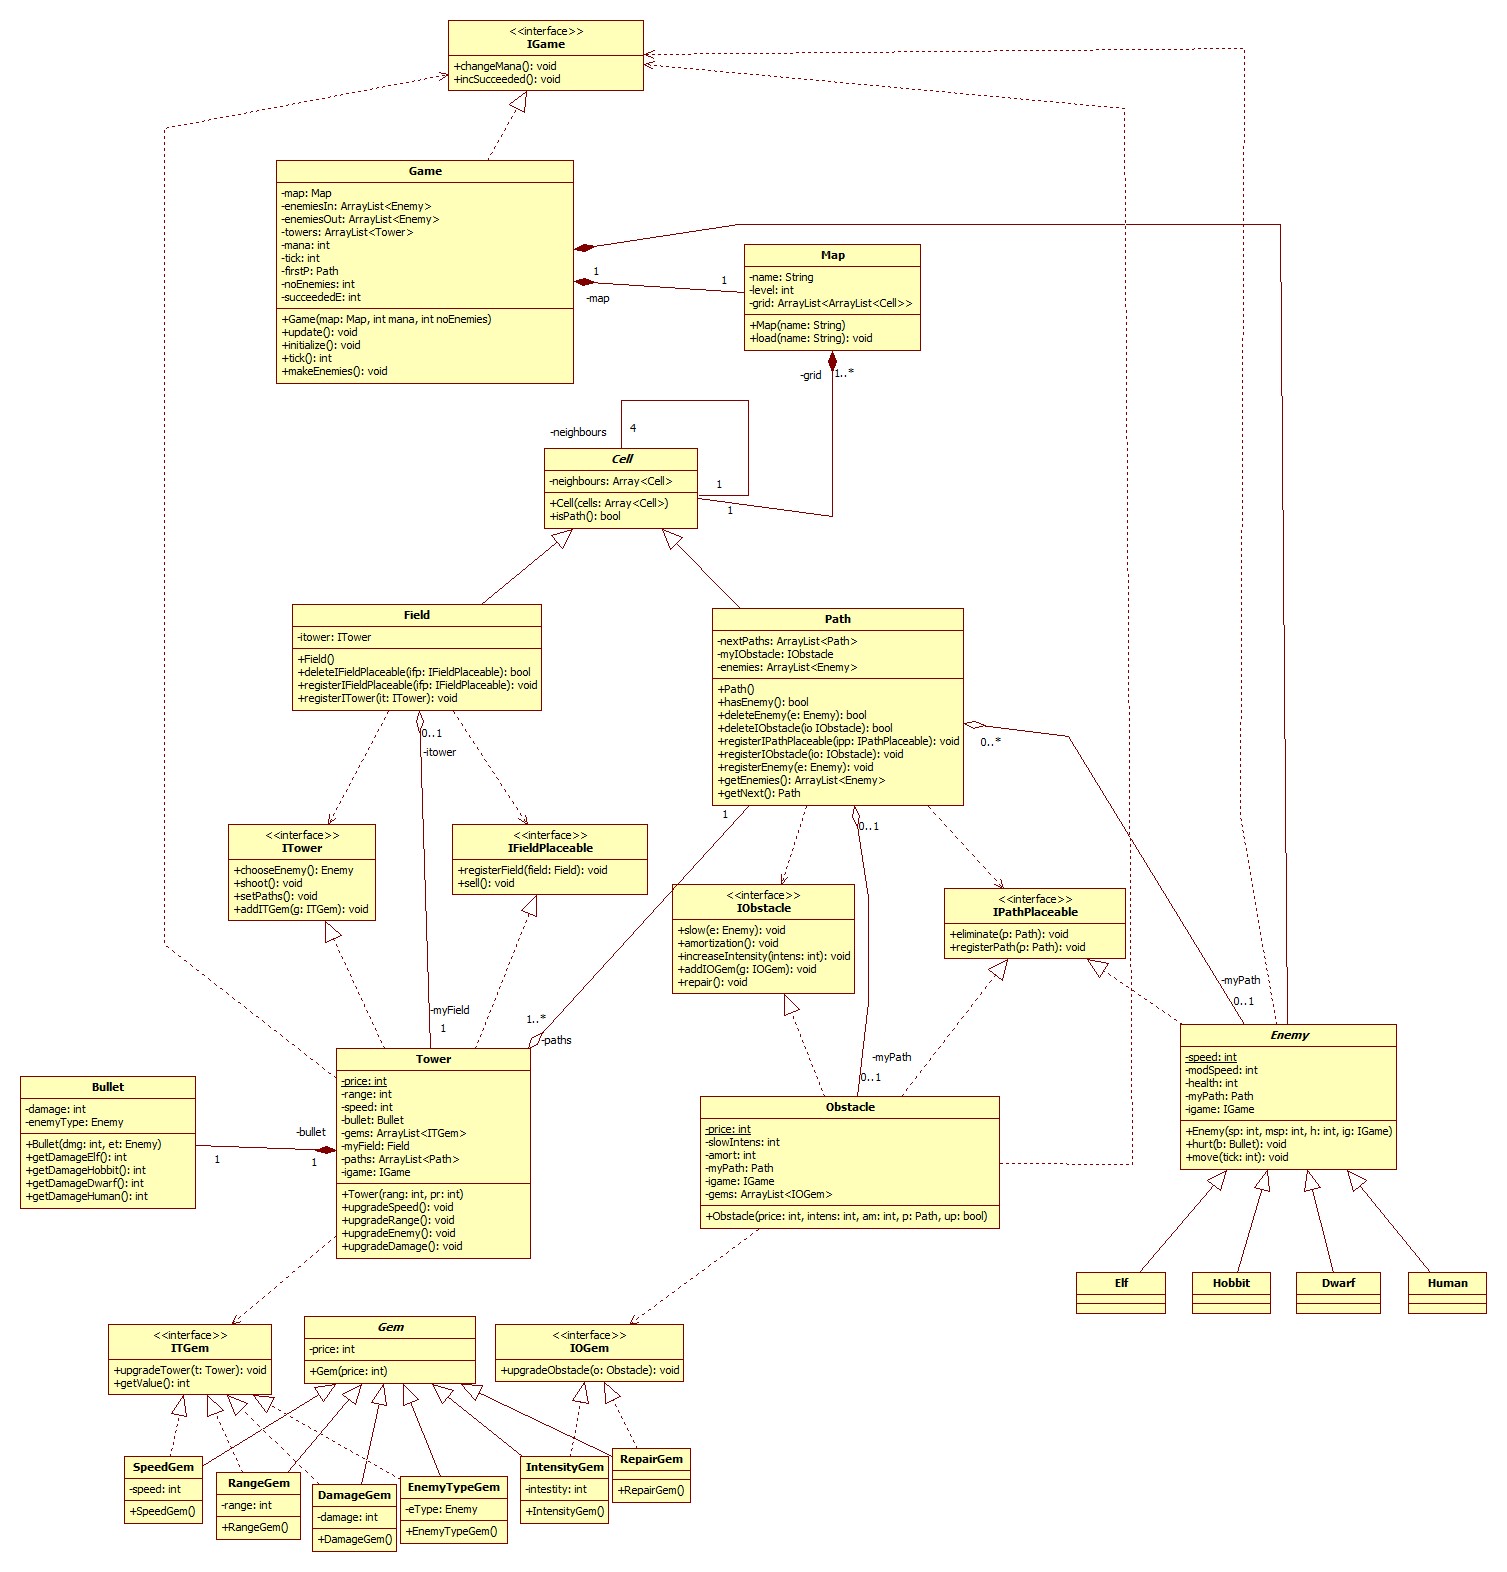 <<interface>>
IGame
+changeMana(): void
+incSucceeded(): void
Game
-map: Map
-enemiesIn: ArrayList<Enemy>
-enemiesOut: ArrayList<Enemy>
-towers: ArrayList<Tower>
-mana: int
-tick: int
-firstP: Path
-noEnemies: int
-succeededE: int
+Game(map: Map, int mana, int noEnemies)
+update(): void
+initialize(): void
+tick(): int
+makeEnemies(): void
1
-map
1
Map
-name: String
-level: int
-grid: ArrayList<ArrayList<Cell>>
+Map(name: String)
+load(name: String): void
-grid
1..*
-neighbours
4
1
1
Cell
-neighbours: Array<Cell>
+Cell(cells: Array<Cell>)
+isPath(): bool
Field
-itower: ITower
+Field()
+deleteIFieldPlaceable(ifp: IFieldPlaceable): bool
+registerIFieldPlaceable(ifp: IFieldPlaceable): void
+registerITower(it: ITower): void
0..1
-itower
Path
-nextPaths: ArrayList<Path>
-myIObstacle: IObstacle
-enemies: ArrayList<Enemy>
+Path()
+hasEnemy(): bool
+deleteEnemy(e: Enemy): bool
+deleteIObstacle(io IObstacle): bool
+registerIPathPlaceable(ipp: IPathPlaceable): void
+registerIObstacle(io: IObstacle): void
+registerEnemy(e: Enemy): void
+getEnemies(): ArrayList<Enemy>
+getNext(): Path
0..*
1
0..1
<<interface>>
ITower
+chooseEnemy(): Enemy
+shoot(): void
+setPaths(): void
+addITGem(g: ITGem): void
<<interface>>
IFieldPlaceable
+registerField(field: Field): void
+sell(): void
<<interface>>
IObstacle
+slow(e: Enemy): void
+amortization(): void
+increaseIntensity(intens: int): void
+addIOGem(g: IOGem): void
+repair(): void
<<interface>>
IPathPlaceable
+eliminate(p: Path): void
+registerPath(p: Path): void
-myPath
0..1
-myField
1
1..*
-paths
-myPath
0..1
Enemy
-speed: int
-modSpeed: int
-health: int
-myPath: Path
-igame: IGame
+Enemy(sp: int, msp: int, h: int, ig: IGame)
+hurt(b: Bullet): void
+move(tick: int): void
Bullet
-damage: int
-enemyType: Enemy
+Bullet(dmg: int, et: Enemy)
+getDamageElf(): int
+getDamageHobbit(): int
+getDamageDwarf(): int
+getDamageHuman(): int
-bullet
1
1
Tower
-price: int
-range: int
-speed: int
-bullet: Bullet
-gems: ArrayList<ITGem>
-myField: Field
-paths: ArrayList<Path>
-igame: IGame
+Tower(rang: int, pr: int)
+upgradeSpeed(): void
+upgradeRange(): void
+upgradeEnemy(): void
+upgradeDamage(): void
Obstacle
-price: int
-slowIntens: int
-amort: int
-myPath: Path
-igame: IGame
-gems: ArrayList<IOGem>
+Obstacle(price: int, intens: int, am: int, p: Path, up: bool)
Elf
Hobbit
Dwarf
Human
<<interface>>
ITGem
+upgradeTower(t: Tower): void
+getValue(): int
Gem
-price: int
+Gem(price: int)
<<interface>>
IOGem
+upgradeObstacle(o: Obstacle): void
SpeedGem
-speed: int
+SpeedGem()
RangeGem
-range: int
+RangeGem()
DamageGem
-damage: int
+DamageGem()
EnemyTypeGem
-eType: Enemy
+EnemyTypeGem()
IntensityGem
-intestity: int
+IntensityGem()
RepairGem
+RepairGem()